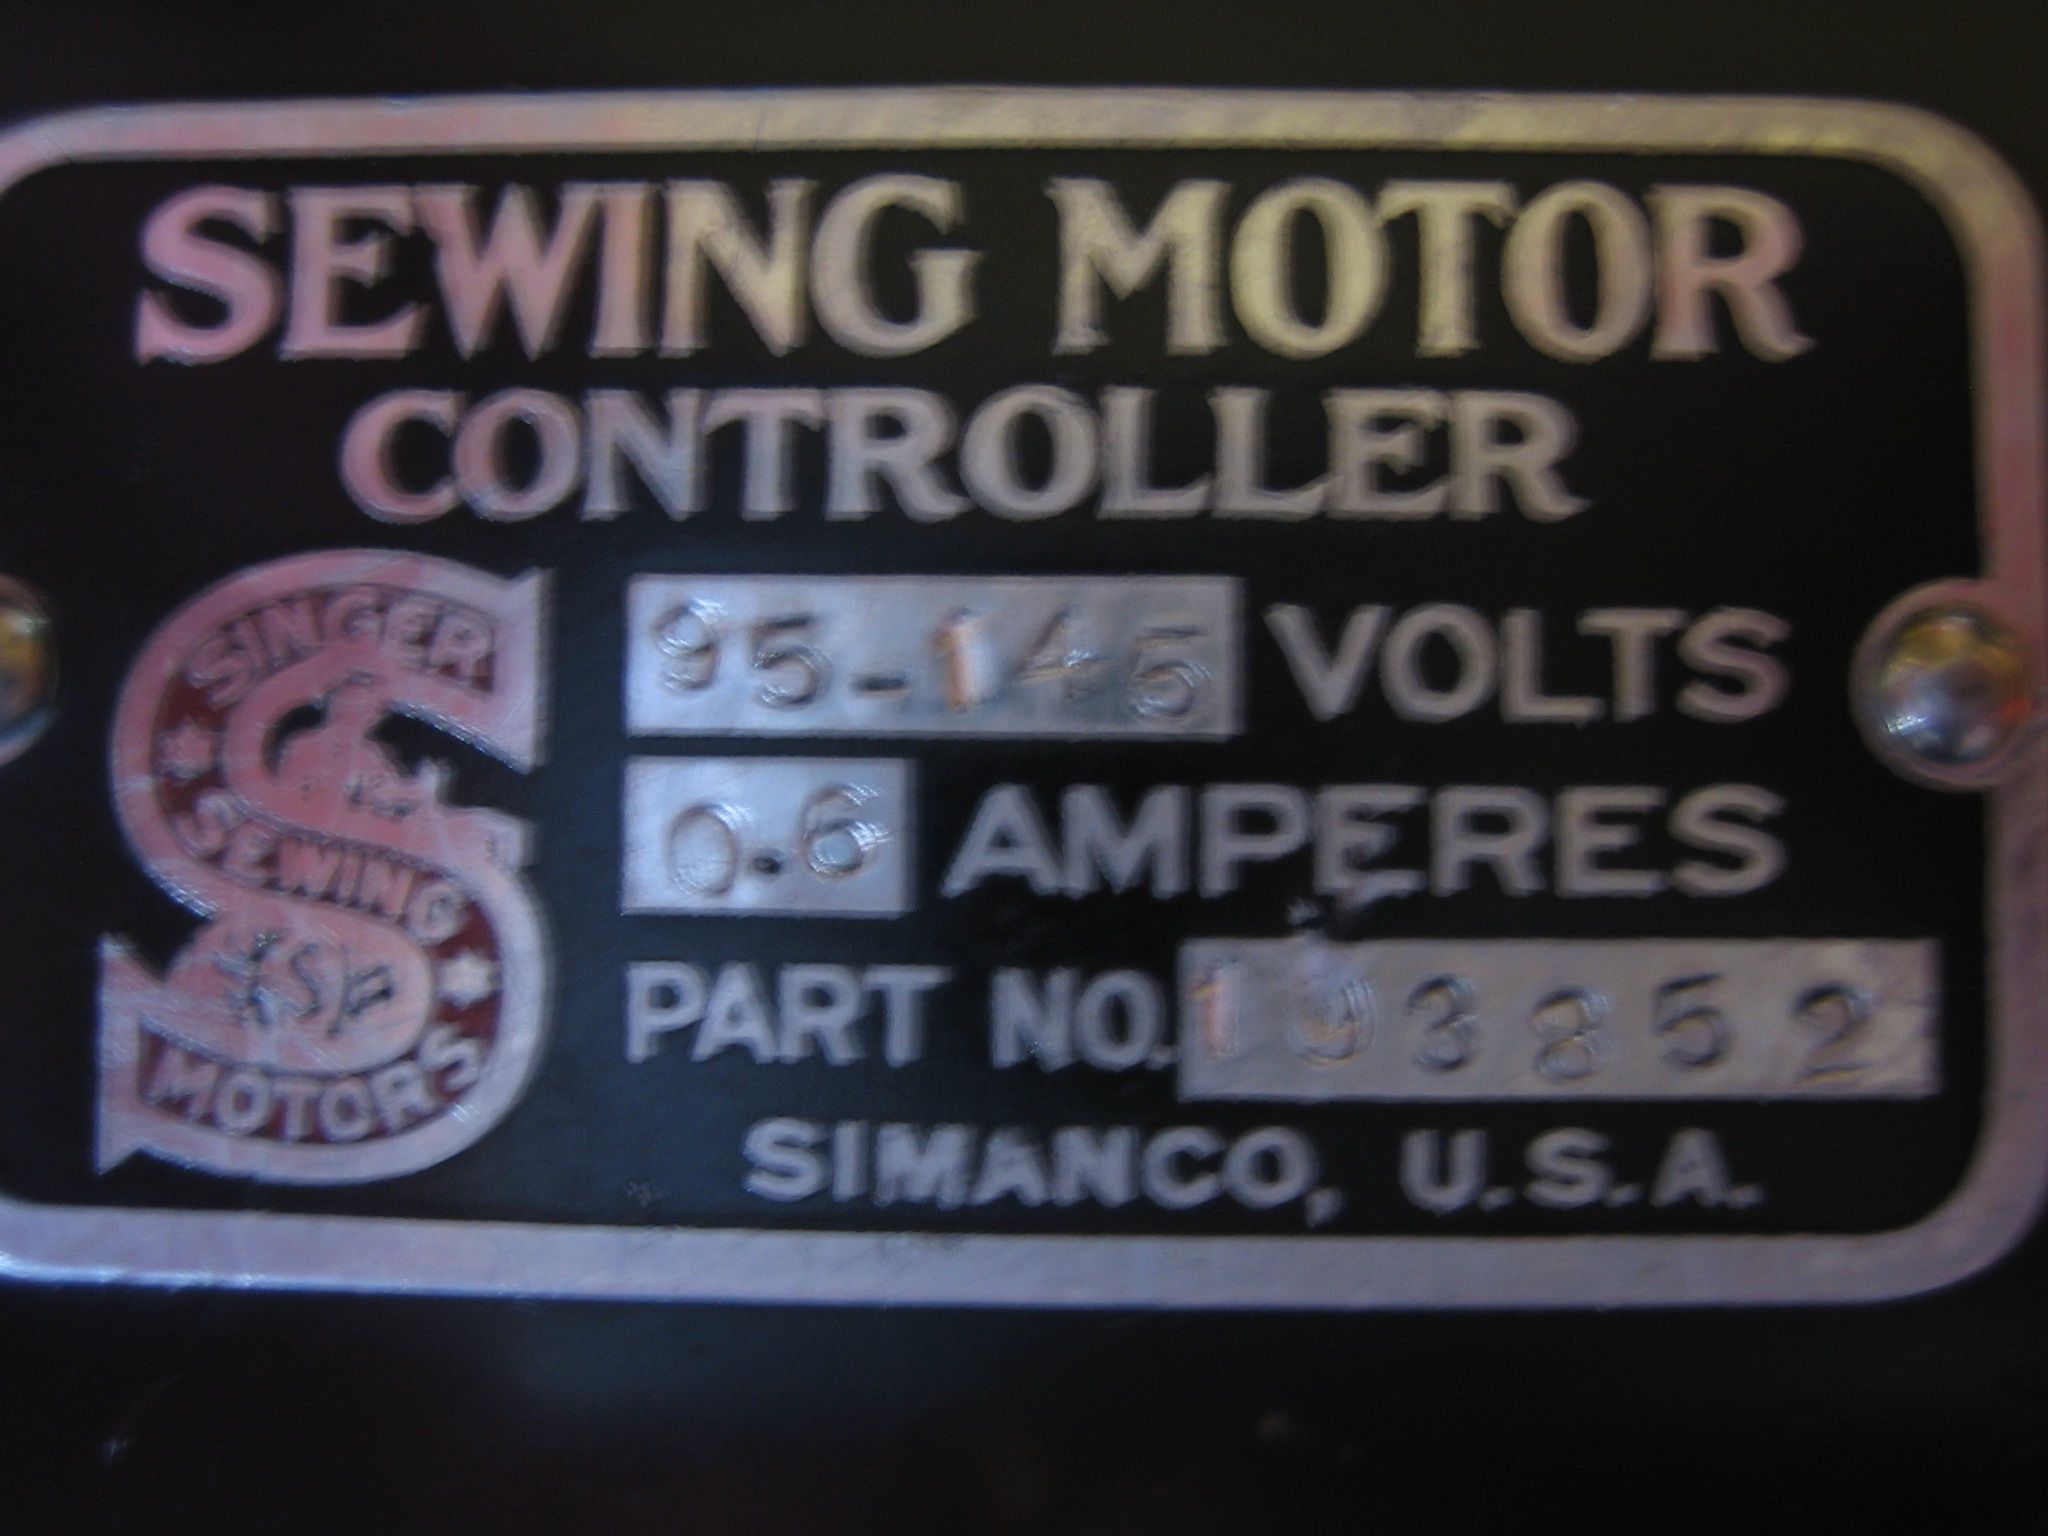 SEWING MOTOR
CONTROLLER
SINGER
SEWING
MOTORS
95-145 VOLTS
0.6 AMPERES
PART NO. 193852
SIMANCO, U.S.A.